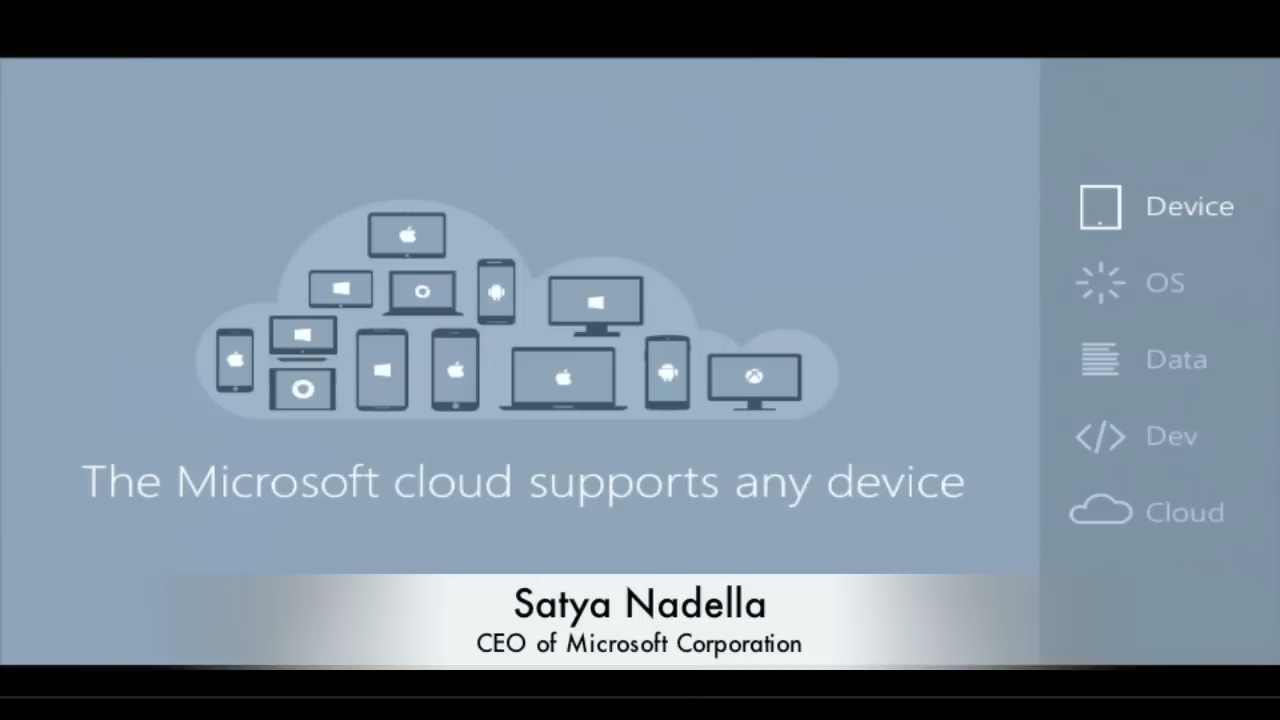 The Microsoft cloud supports any device
Device
OS
Data
Dev
Cloud
Satya Nadella
CEO of Microsoft Corporation